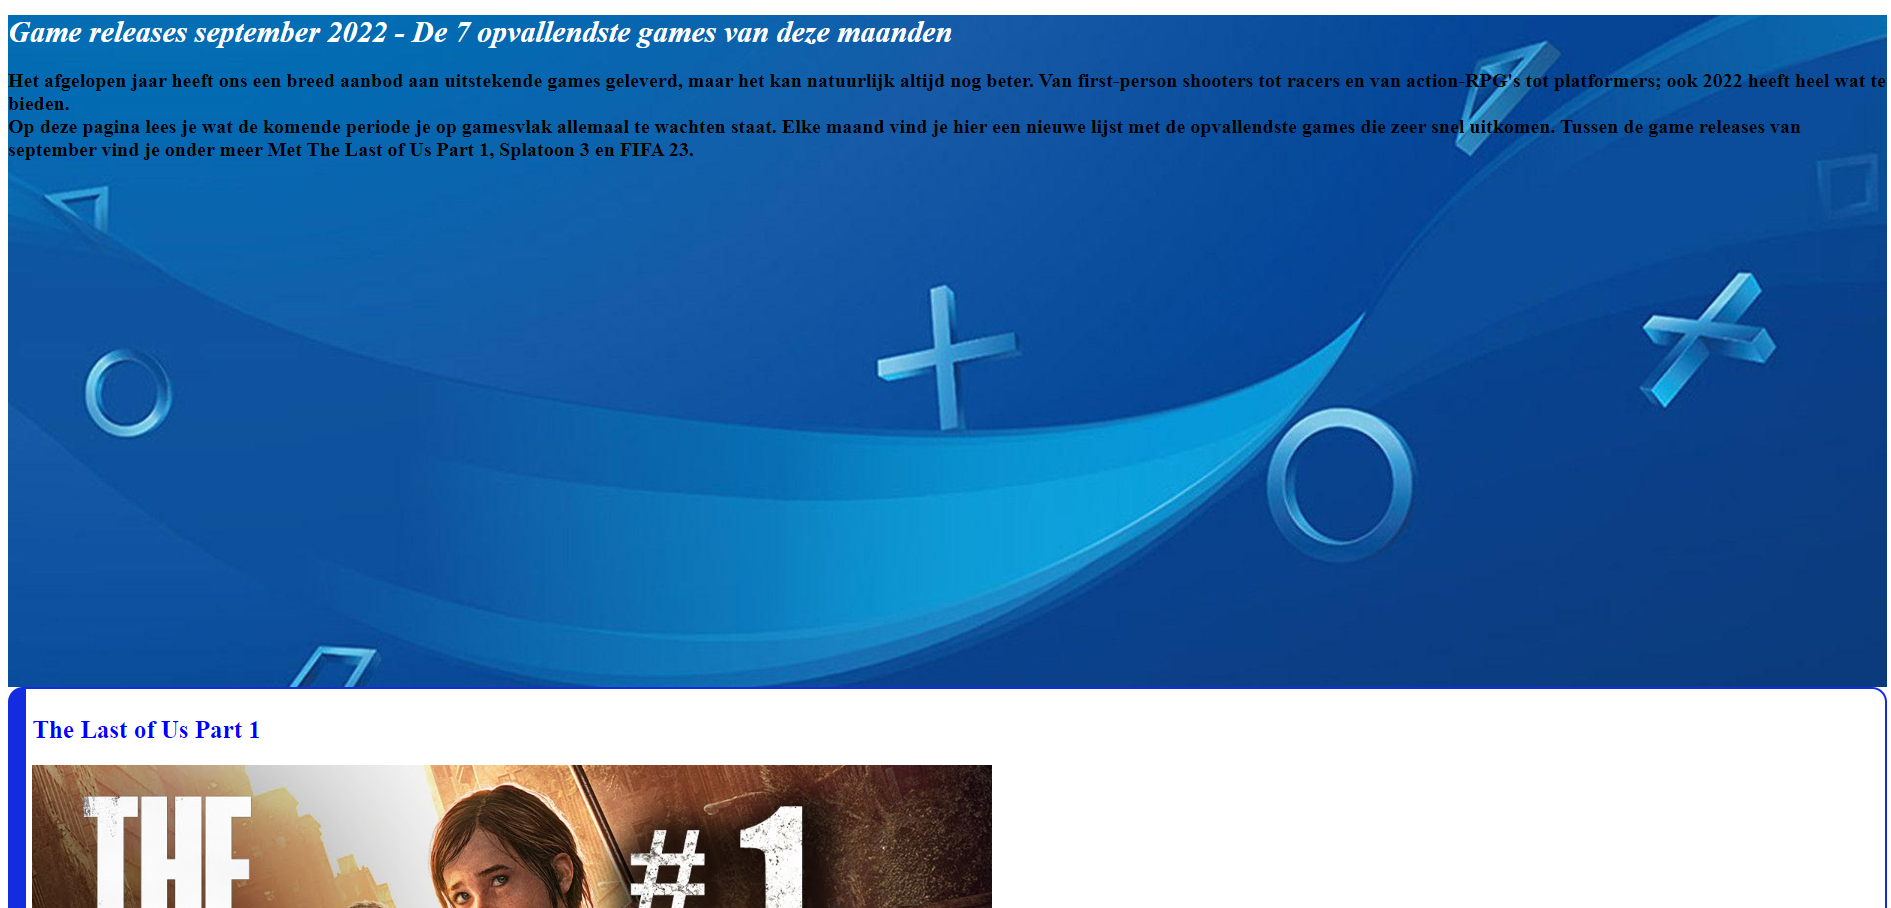 Game releases september 2022 - De 7 opvallendste games van deze maanden
Het afgelopen jaar heeft ons een breed aanbod aan uitstekende games geleverd, maar het kan natuurlijk altijd nog beter. Van first-person shooters tot racers en van action-RPG's tot platformers; ook 2022 heeft heel wat te
bieden.
Op deze pagina lees je wat de komende periode je op gamesvlak allemaal te wachten staat. Elke maand vind je hier een nieuwe lijst met de opvallendste games die zeer snel uitkomen. Tussen de game releases van
september vind je onder meer Met The Last of Us Part 1, Splatoon 3 en FIFA 23.
The Last of Us Part 1
THE
#1